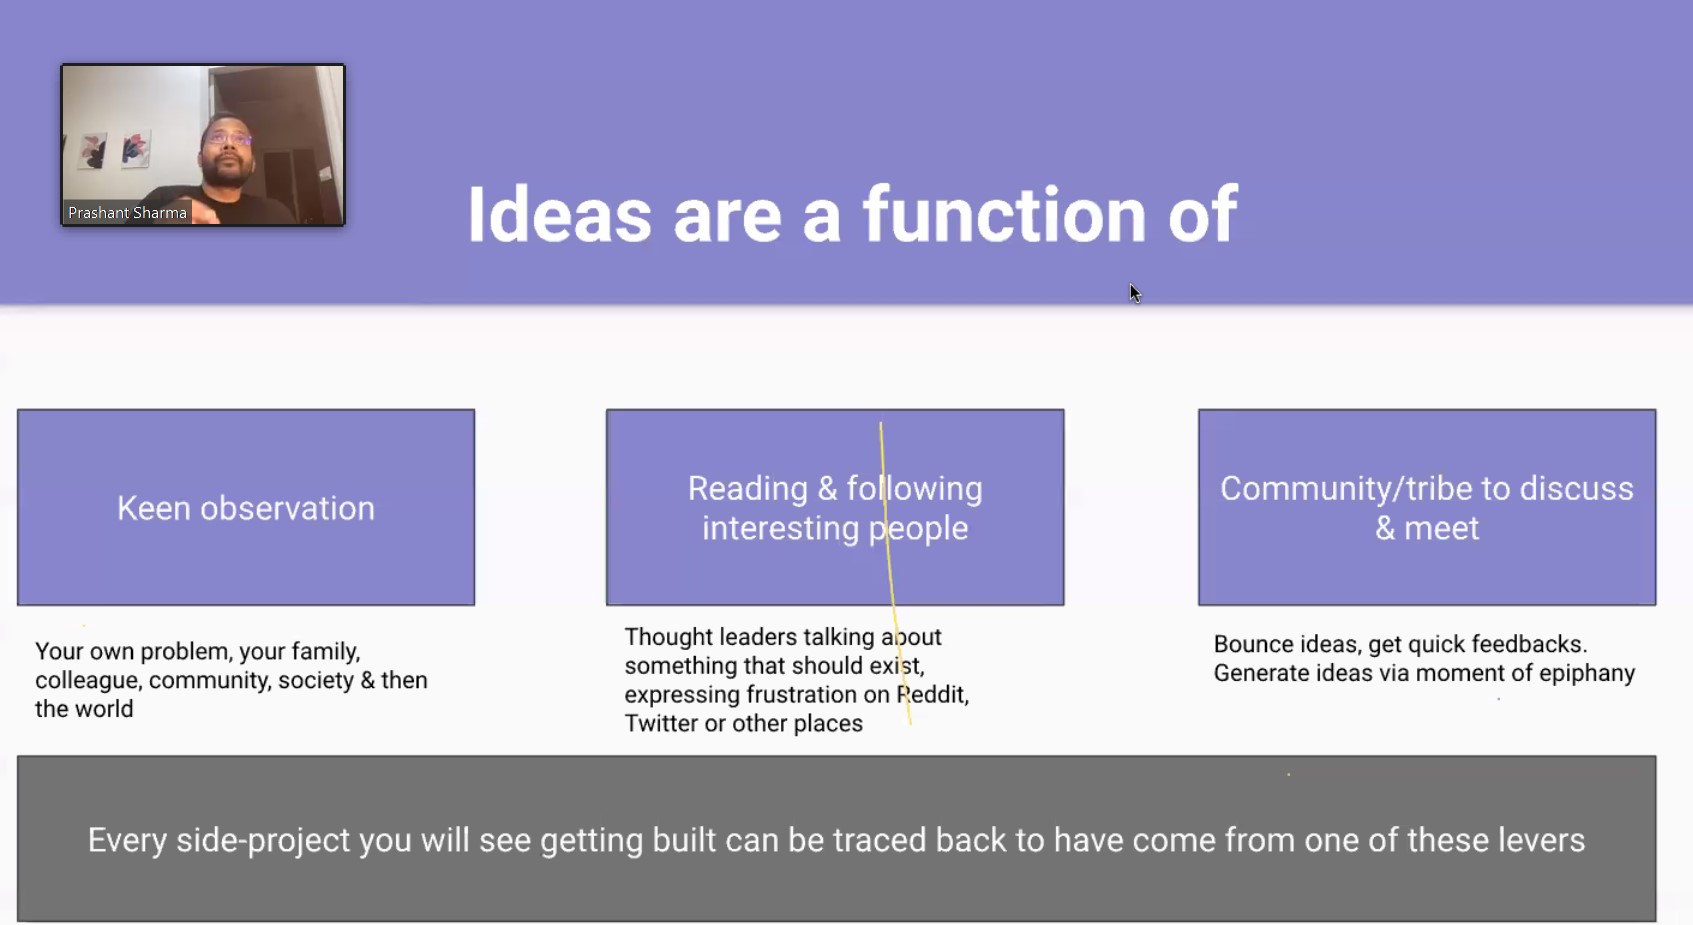 Prashant Sharma
Ideas are a function of
Keen observation
Your own problem, your family,
colleague, community, society & then
the world
Reading & following
interesting people
Thought leaders talking about
something that should exist,
expressing frustration on Reddit,
Twitter or other places
Community/tribe to discuss
& meet
Bounce ideas, get quick feedbacks.
Generate ideas via moment of epiphany
Every side-project you will see getting built can be traced back to have come from one of these levers